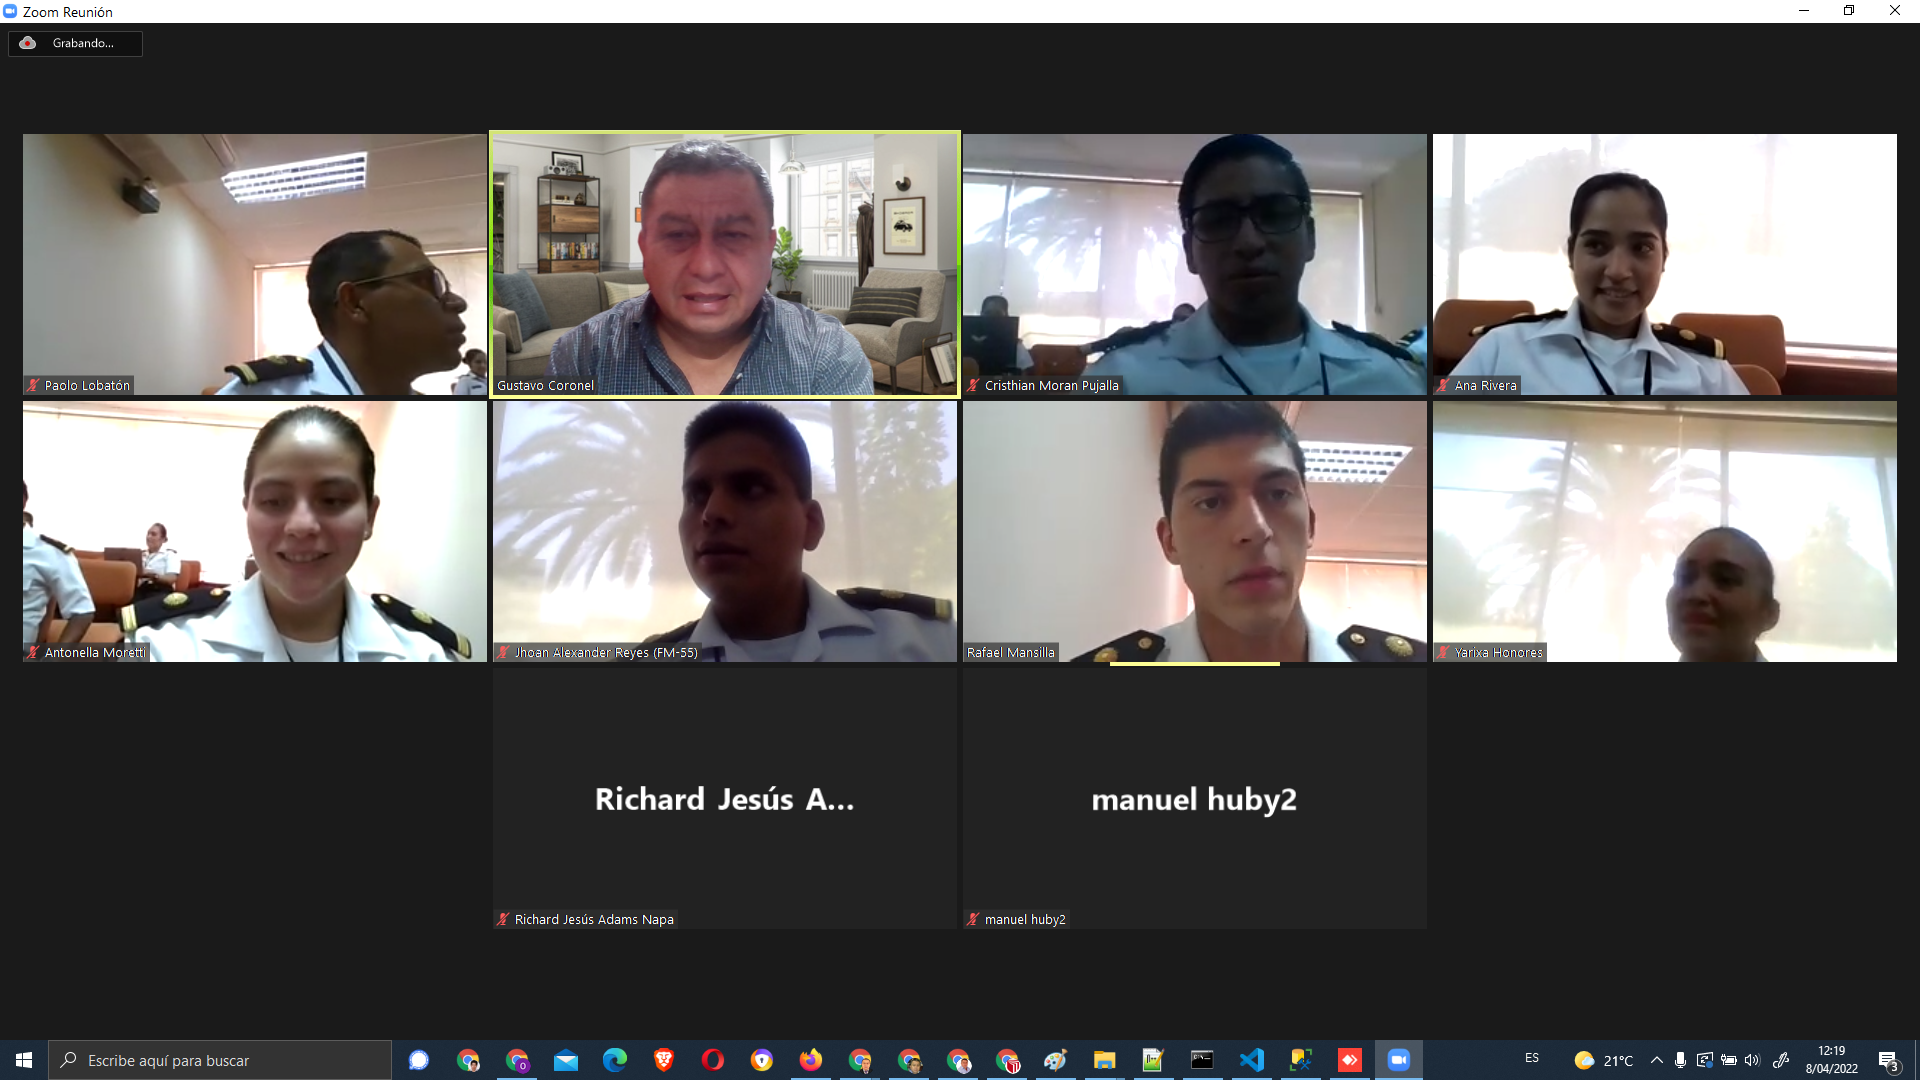 Zoom Reunión
Grabando...
Paolo Lobatón
Gustavo Coronel
Cristhian Moran Pujalla
Ana Rivera
Antonella Moretti
Jhoan Alexander Reyes (FM-55)
Rafael Mansilla
Yarixa Honores
Richard Jesús A...
manuel huby2
Richard Jesús Adams Napa
manuel huby2
Escribe aquí para buscar
ES
21°C
12:19
8/04/2022
3